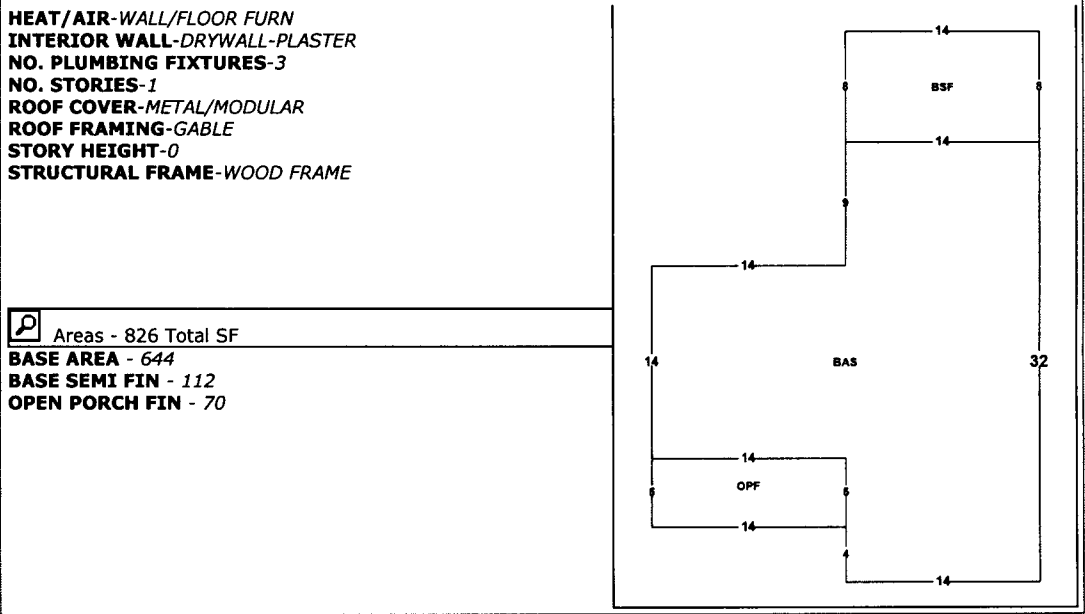 HEAT/AIR-WALL/FLOOR FURN
INTERIOR WALL-DRYWALL-PLASTER
NO. PLUMBING FIXTURES-3
NO. STORIES-1
ROOF COVER-METAL/MODULAR
ROOF FRAMING-GABLE
STORY HEIGHT-0
STRUCTURAL FRAME-WOOD FRAME
Areas - 826 Total SF
BASE AREA - 644
BASE SEMI FIN - 112
OPEN PORCH FIN - 70
14
8 BSF 8
14
9
14
14 BAS 32
14
5 OPF 5
14
4
14